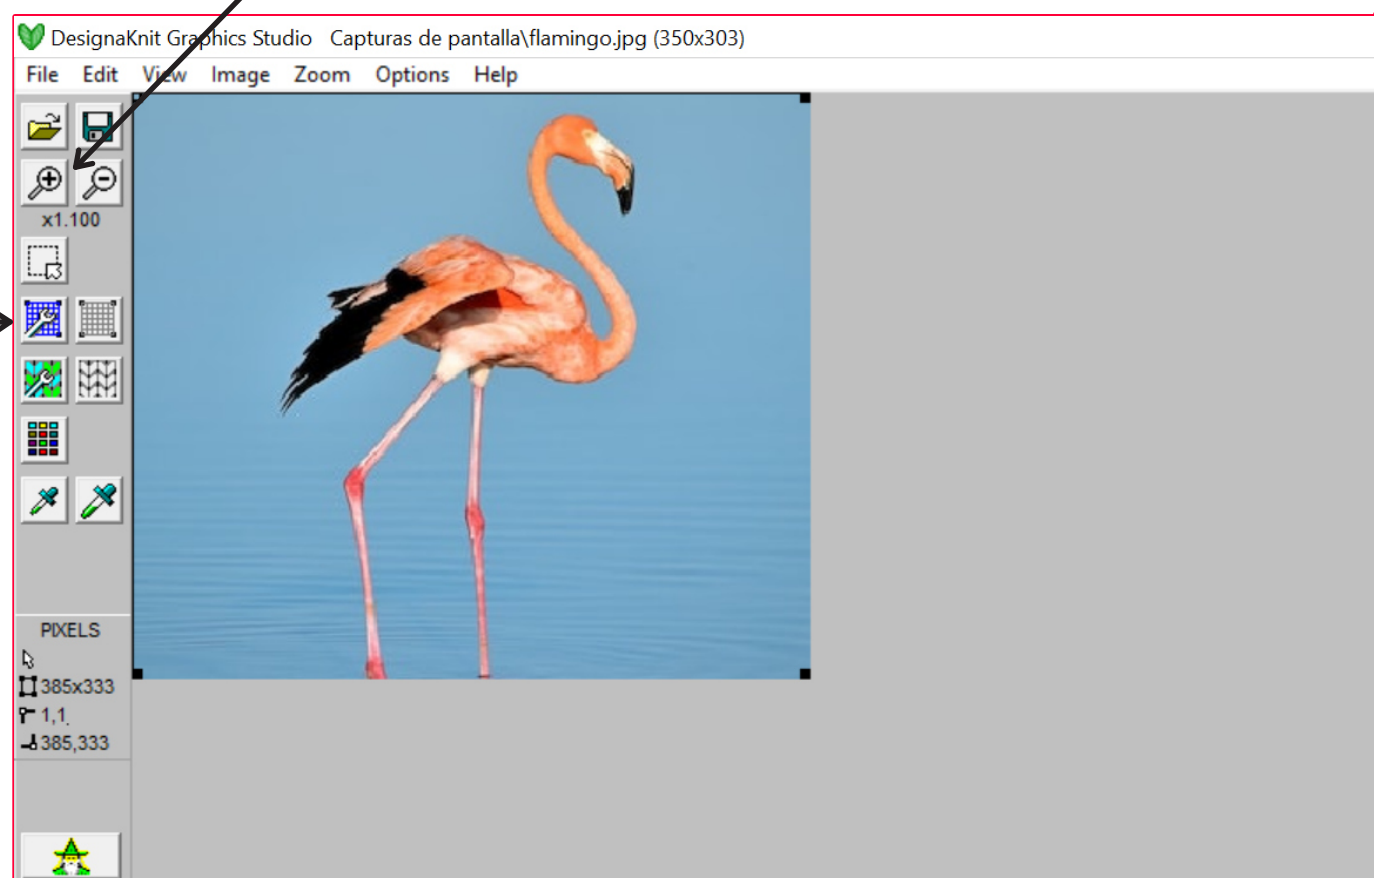 DesignaKnit Graphics Studio Capturas de pantalla\flamingo.jpg (350x303)
File Edit View Image Zoom Options Help
x1.100
PIXELS
385x333
1,1
385,333